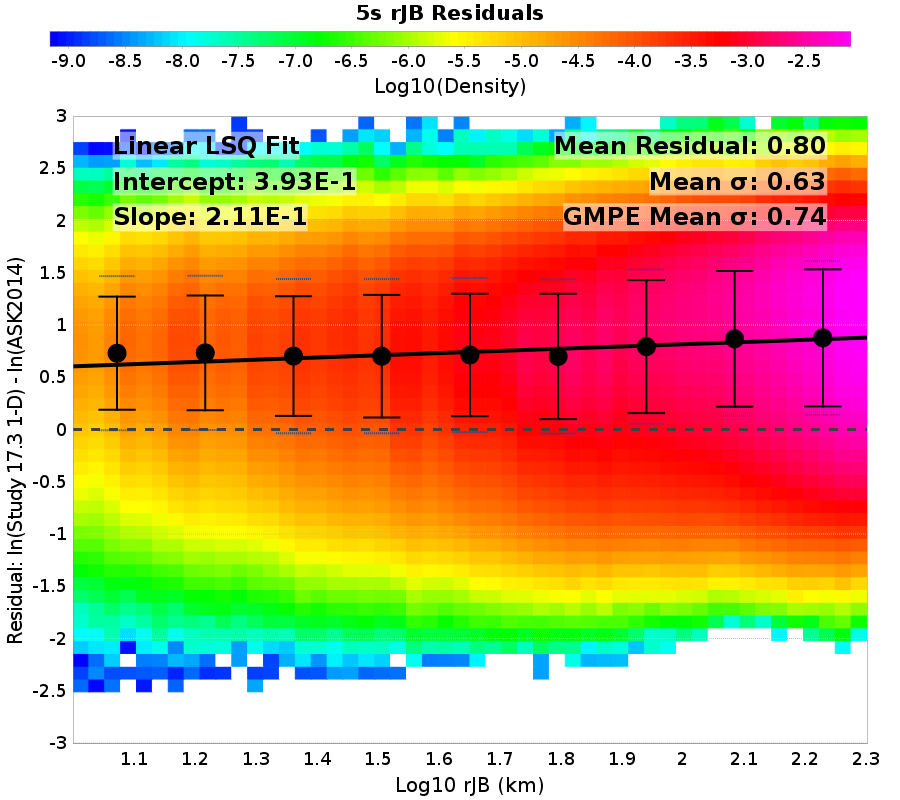 5s rJB Residuals
-9.0 -8.5 -8.0 -7.5 -7.0 -6.5 -6.0 -5.5 -5.0 -4.5 -4.0 -3.5 -3.0 -2.5
Log10(Density)
Linear LSQ Fit
Intercept: 3.93E-1
Slope: 2.11E-1
Mean Residual: 0.80
Mean σ: 0.63
GMPE Mean σ: 0.74
Residual: ln(Study 17.3 1-D) - ln(ASK2014)
3
2.5
2
1.5
1
0.5
0
-0.5
-1
-1.5
-2
-2.5
-3
1.1 1.2 1.3 1.4 1.5 1.6 1.7 1.8 1.9 2 2.1 2.2 2.3
Log10 rJB (km)